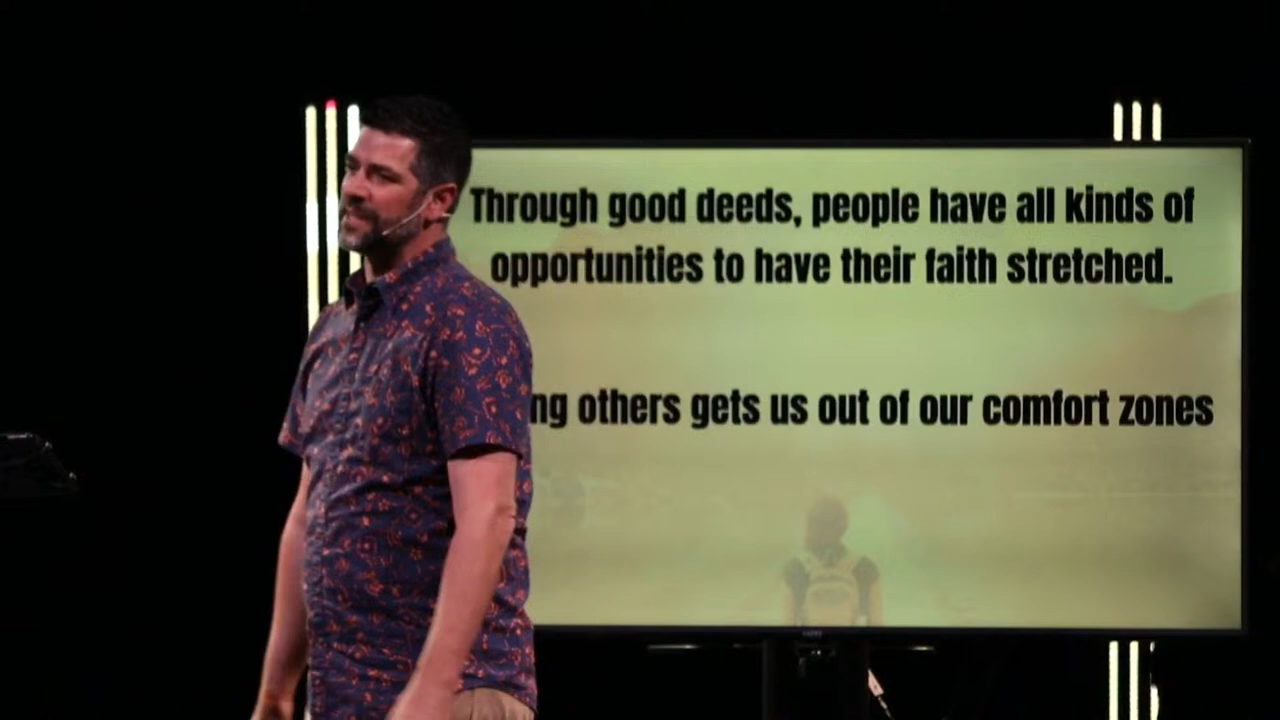 Through good deeds, people have all kinds of
opportunities to have their faith stretched.
ng others gets us out of our comfort zones